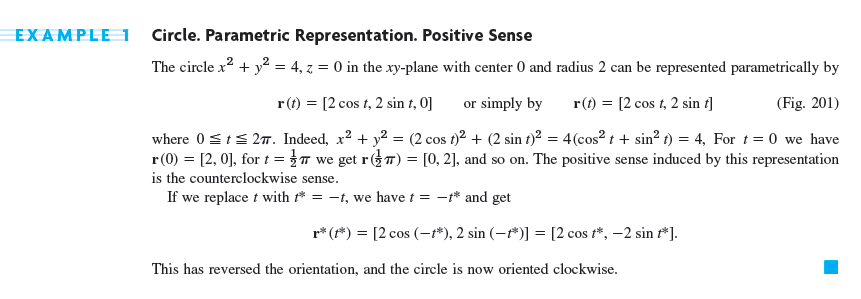 EXAMPLE 1 Circle. Parametric Representation. Positive Sense
The circle x² + y² = 4, z = 0 in the xy-plane with center 0 and radius 2 can be represented parametrically by
r(t) = [2 cos t, 2 sin t, 0] or simply by r(t) = [2 cos t, 2 sin t] (Fig. 201)
where 0 ≤ t ≤ 2π. Indeed, x² + y² = (2 cos t)² + (2 sin t)² = 4(cos² t + sin² t) = 4, For t = 0 we have
r(0) = [2, 0], for t = ½π we get r(½π) = [0, 2], and so on. The positive sense induced by this representation
is the counterclockwise sense.
If we replace t with t* = −t, we have t = −t* and get
r*(t*) = [2 cos (−t*), 2 sin (−t*)] = [2 cos t*, −2 sin t*].
This has reversed the orientation, and the circle is now oriented clockwise.